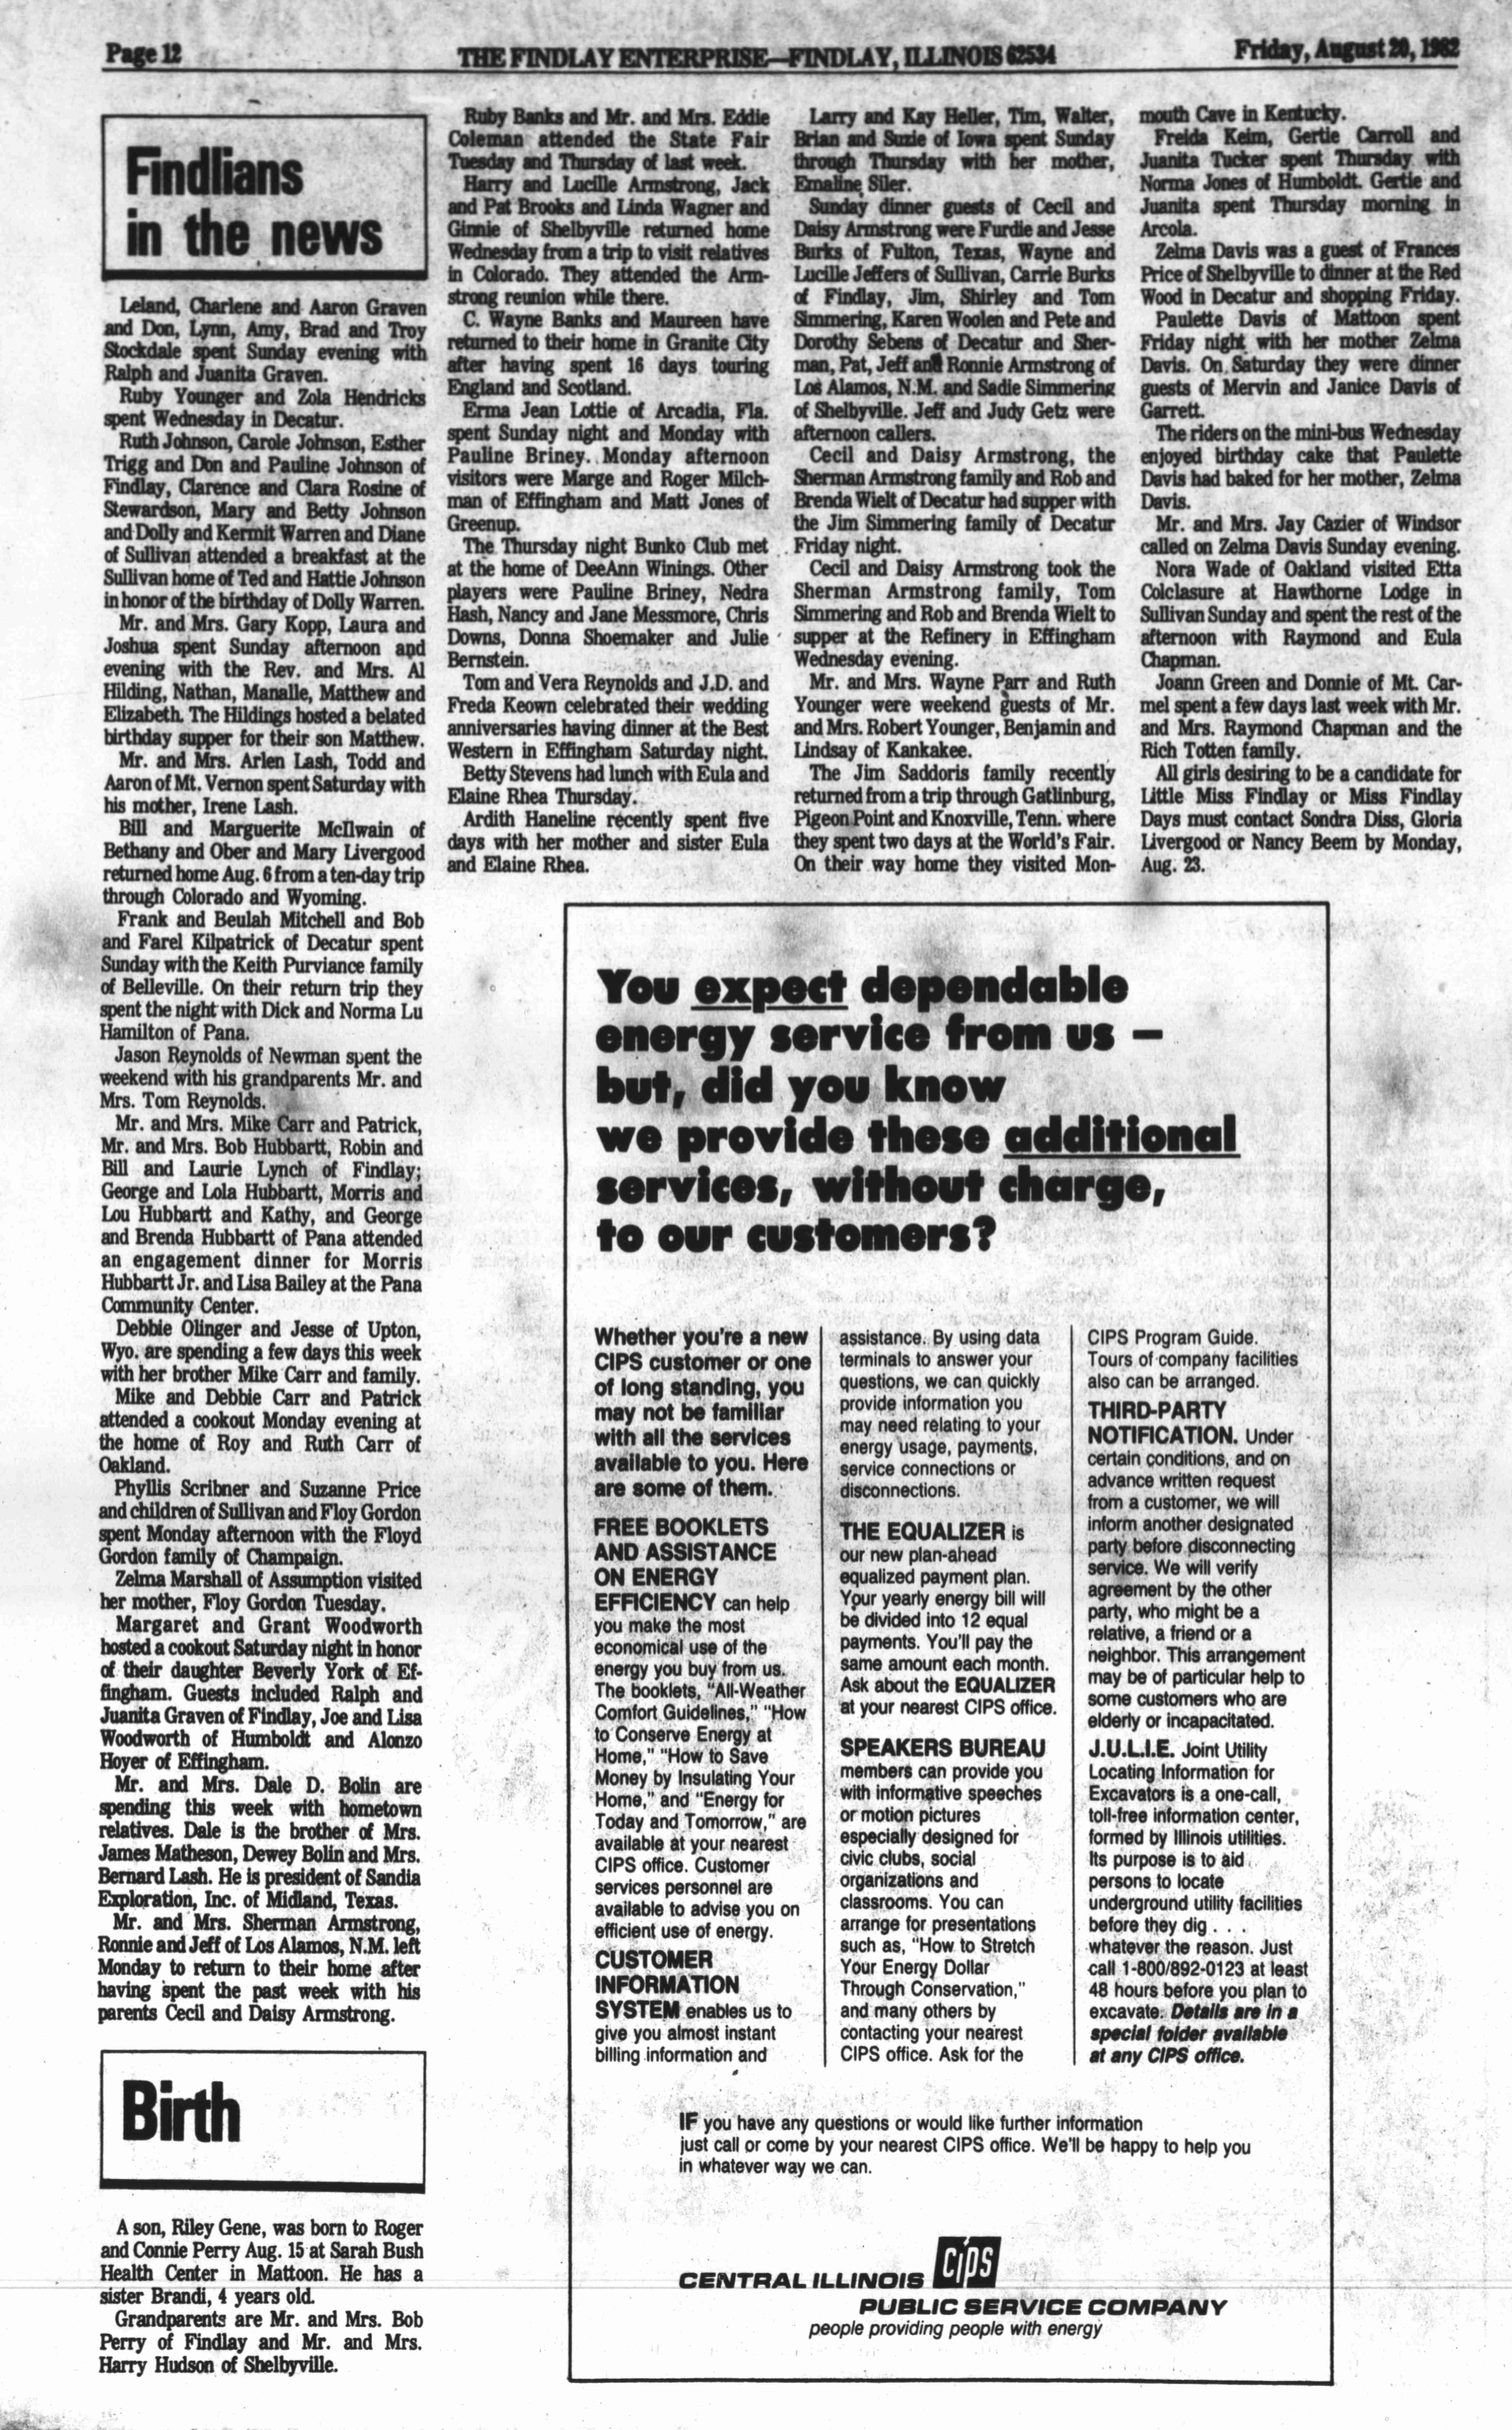 Page 12
THE FINDLAY ENTERPRISE—FINDLAY, ILLINOIS 62534
Friday, August 20, 1982
Findlians
in the news
Leland, Charlene and Aaron Graven
and Don, Lynn, Amy, Brad and Troy
Stockdale spent Sunday evening with
Ralph and Juanita Graven.
Ruby Younger and Zola Hendricks
spent Wednesday in Decatur.
Ruth Johnson, Carole Johnson, Esther
Trigg and Don and Pauline Johnson of
Findlay, Clarence and Clara Rosine of
Stewardson, Mary and Betty Johnson
and Dolly and Kermit Warren and Diane
of Sullivan attended a breakfast at the
Sullivan home of Ted and Hattie Johnson
in honor of the birthday of Dolly Warren.
Mr. and Mrs. Gary Kopp, Laura and
Joshua spent Sunday afternoon and
evening with the Rev. and Mrs. Al
Hilding, Nathan, Manalle, Matthew and
Elizabeth. The Hildings hosted a belated
birthday supper for their son Matthew.
Mr. and Mrs. Arlen Lash, Todd and
Aaron of Mt. Vernon spent Saturday with
his mother, Irene Lash.
Bill and Marguerite McIlwain of
Bethany and Ober and Mary Livergood
returned home Aug. 6 from a ten-day trip
through Colorado and Wyoming.
Frank and Beulah Mitchell and Bob
and Farel Kilpatrick of Decatur spent
Sunday with the Keith Purviance family
of Belleville. On their return trip they
spent the night with Dick and Norma Lu
Hamilton of Pana.
Jason Reynolds of Newman spent the
weekend with his grandparents Mr. and
Mrs. Tom Reynolds.
Mr. and Mrs. Mike Carr and Patrick,
Mr. and Mrs. Bob Hubbartt, Robin and
Bill and Laurie Lynch of Findlay;
George and Lola Hubbartt, Morris and
Lou Hubbartt and Kathy, and George
and Brenda Hubbartt of Pana attended
an engagement dinner for Morris
Hubbartt Jr. and Lisa Bailey at the Pana
Community Center.
Debbie Olinger and Jesse of Upton,
Wyo. are spending a few days this week
with her brother Mike Carr and family.
Mike and Debbie Carr and Patrick
attended a cookout Monday evening at
the home of Roy and Ruth Carr of
Oakland.
Phyllis Scribner and Suzanne Price
and children of Sullivan and Floy Gordon
spent Monday afternoon with the Floyd
Gordon family of Champaign.
Zelma Marshall of Assumption visited
her mother, Floy Gordon Tuesday.
Margaret and Grant Woodworth
hosted a cookout Saturday night in honor
of their daughter Beverly York of Ef-
fingham. Guests included Ralph and
Juanita Graven of Findlay, Joe and Lisa
Woodworth of Humboldt and Alonzo
Hoyer of Effingham.
Mr. and Mrs. Dale D. Bolin are
spending this week with hometown
relatives. Dale is the brother of Mrs.
James Matheson, Dewey Bolin and Mrs.
Bernard Lash. He is president of Sandia
Exploration, Inc. of Midland, Texas.
Mr. and Mrs. Sherman Armstrong,
Ronnie and Jeff of Los Alamos, N.M. left
Monday to return to their home after
having spent the past week with his
parents Cecil and Daisy Armstrong.
Birth
A son, Riley Gene, was born to Roger
and Connie Perry Aug. 15 at Sarah Bush
Health Center in Mattoon. He has a
sister Brandi, 4 years old.
Grandparents are Mr. and Mrs. Bob
Perry of Findlay and Mr. and Mrs.
Harry Hudson of Shelbyville.
Ruby Banks and Mr. and Mrs. Eddie
Coleman attended the State Fair
Tuesday and Thursday of last week.
Harry and Lucille Armstrong, Jack
and Pat Brooks and Linda Wagner and
Ginnie of Shelbyville returned home
Wednesday from a trip to visit relatives
in Colorado. They attended the Arm-
strong reunion while there.
C. Wayne Banks and Maureen have
returned to their home in Granite City
after having spent 16 days touring
England and Scotland.
Erma Jean Lottie of Arcadia, Fla.
spent Sunday night and Monday with
Pauline Briney. Monday afternoon
visitors were Marge and Roger Milch-
man of Effingham and Matt Jones of
Greenup.
The Thursday night Bunko Club met
at the home of DeeAnn Winings. Other
players were Pauline Briney, Nedra
Hash, Nancy and Jane Messmore, Chris
Downs, Donna Shoemaker and Julie
Bernstein.
Tom and Vera Reynolds and J.D. and
Freda Keown celebrated their wedding
anniversaries having dinner at the Best
Western in Effingham Saturday night.
Betty Stevens had lunch with Eula and
Elaine Rhea Thursday.
Ardith Haneline recently spent five
days with her mother and sister Eula
and Elaine Rhea.
Larry and Kay Heller, Tim, Walter,
Brian and Suzie of Iowa spent Sunday
through Thursday with her mother,
Emaline Siler.
Sunday dinner guests of Cecil and
Daisy Armstrong were Furdie and Jesse
Burks of Fulton, Texas, Wayne and
Lucille Jeffers of Sullivan, Carrie Burks
of Findlay, Jim, Shirley and Tom
Simmering, Karen Woolen and Pete and
Dorothy Sebens of Decatur and Sher-
man, Pat, Jeff and Ronnie Armstrong of
Los Alamos, N.M. and Sadie Simmering
of Shelbyville. Jeff and Judy Getz were
afternoon callers.
Cecil and Daisy Armstrong, the
Sherman Armstrong family and Rob and
Brenda Wielt of Decatur had supper with
the Jim Simmering family of Decatur
Friday night.
Cecil and Daisy Armstrong took the
Sherman Armstrong family, Tom
Simmering and Rob and Brenda Wielt to
supper at the Refinery in Effingham
Wednesday evening.
Mr. and Mrs. Wayne Parr and Ruth
Younger were weekend guests of Mr.
and Mrs. Robert Younger, Benjamin and
Lindsay of Kankakee.
The Jim Saddoris family recently
returned from a trip through Gatlinburg,
Pigeon Point and Knoxville, Tenn. where
they spent two days at the World's Fair.
On their way home they visited Mon-
mouth Cave in Kentucky.
Freida Keim, Gertie Carroll and
Juanita Tucker spent Thursday with
Norma Jones of Humboldt. Gertie and
Juanita spent Thursday morning in
Arcola.
Zelma Davis was a guest of Frances
Price of Shelbyville to dinner at the Red
Wood in Decatur and shopping Friday.
Paulette Davis of Mattoon spent
Friday night with her mother Zelma
Davis. On Saturday they were dinner
guests of Mervin and Janice Davis of
Garrett.
The riders on the mini-bus Wednesday
enjoyed birthday cake that Paulette
Davis had baked for her mother, Zelma
Davis.
Mr. and Mrs. Jay Cazier of Windsor
called on Zelma Davis Sunday evening.
Nora Wade of Oakland visited Etta
Colclasure at Hawthorne Lodge in
Sullivan Sunday and spent the rest of the
afternoon with Raymond and Eula
Chapman.
Joann Green and Donnie of Mt. Car-
mel spent a few days last week with Mr.
and Mrs. Raymond Chapman and the
Rich Totten family.
All girls desiring to be a candidate for
Little Miss Findlay or Miss Findlay
Days must contact Sondra Diss, Gloria
Livergood or Nancy Beem by Monday,
Aug. 23.
You expect dependable
energy service from us —
but, did you know
we provide these additional
services, without charge,
to our customers?
Whether you're a new
CIPS customer or one
of long standing, you
may not be familiar
with all the services
available to you. Here
are some of them.
FREE BOOKLETS
AND ASSISTANCE
ON ENERGY
EFFICIENCY can help
you make the most
economical use of the
energy you buy from us.
The booklets, "All-Weather
Comfort Guidelines," "How
to Conserve Energy at
Home," "How to Save
Money by Insulating Your
Home," and "Energy for
Today and Tomorrow," are
available at your nearest
CIPS office. Customer
services personnel are
available to advise you on
efficient use of energy.
CUSTOMER
INFORMATION
SYSTEM enables us to
give you almost instant
billing information and
assistance. By using data
terminals to answer your
questions, we can quickly
provide information you
may need relating to your
energy usage, payments,
service connections or
disconnections.
THE EQUALIZER is
our new plan-ahead
equalized payment plan.
Your yearly energy bill will
be divided into 12 equal
payments. You'll pay the
same amount each month.
Ask about the EQUALIZER
at your nearest CIPS office.
SPEAKERS BUREAU
members can provide you
with informative speeches
or motion pictures
especially designed for
civic clubs, social
organizations and
classrooms. You can
arrange for presentations
such as, "How to Stretch
Your Energy Dollar
Through Conservation,"
and many others by
contacting your nearest
CIPS office. Ask for the
CIPS Program Guide.
Tours of company facilities
also can be arranged.
THIRD-PARTY
NOTIFICATION. Under
certain conditions, and on
advance written request
from a customer, we will
inform another designated
party before disconnecting
service. We will verify
agreement by the other
party, who might be a
relative, a friend or a
neighbor. This arrangement
may be of particular help to
some customers who are
elderly or incapacitated.
J.U.L.I.E. Joint Utility
Locating Information for
Excavators is a one-call,
toll-free information center,
formed by Illinois utilities.
Its purpose is to aid
persons to locate
underground utility facilities
before they dig . . .
whatever the reason. Just
call 1-800/892-0123 at least
48 hours before you plan to
excavate. Details are in a
special folder available
at any CIPS office.
IF you have any questions or would like further information
just call or come by your nearest CIPS office. We'll be happy to help you
in whatever way we can.
CENTRAL ILLINOIS CIPS
PUBLIC SERVICE COMPANY
people providing people with energy